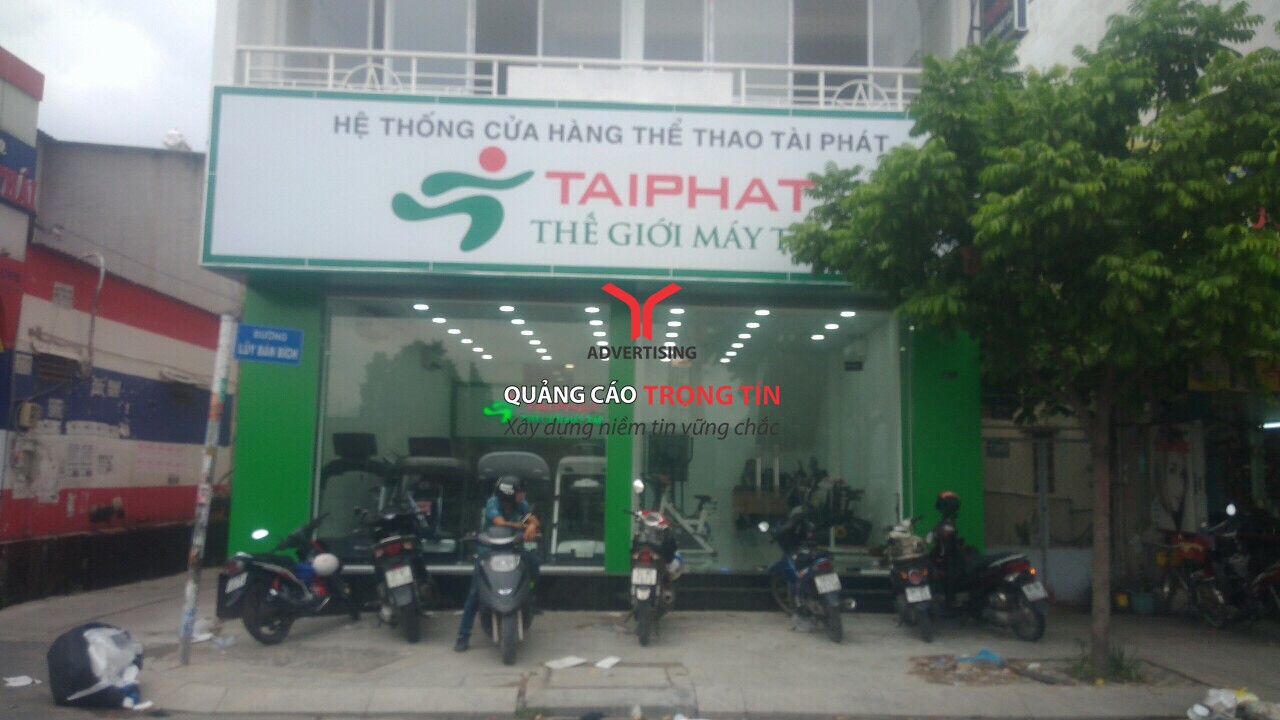 HỆ THỐNG CỬA HÀNG THỂ THAO TÀI PHÁT
TAIPHAT
THẾ GIỚI MÁY
ĐƯỜNG
LŨY BÁN BÍCH
ADVERTISING
QUẢNG CÁO TRỌNG TÍN
Xây dựng niềm tin vững chắc